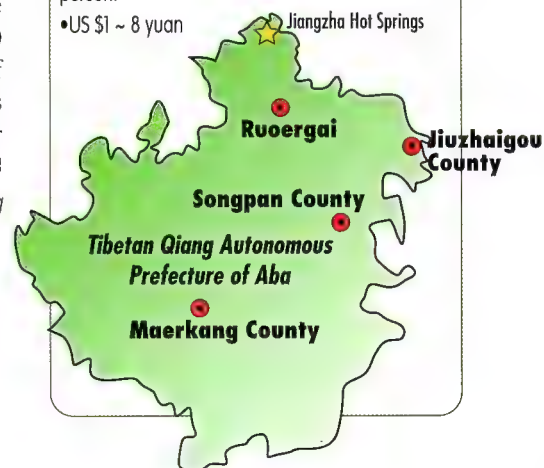 •US $1 ~ 8 yuan
Jiangzha Hot Springs
Ruoergai
Jiuzhaigou
County
Songpan County
Tibetan Qiang Autonomous
Prefecture of Aba
Maerkang County